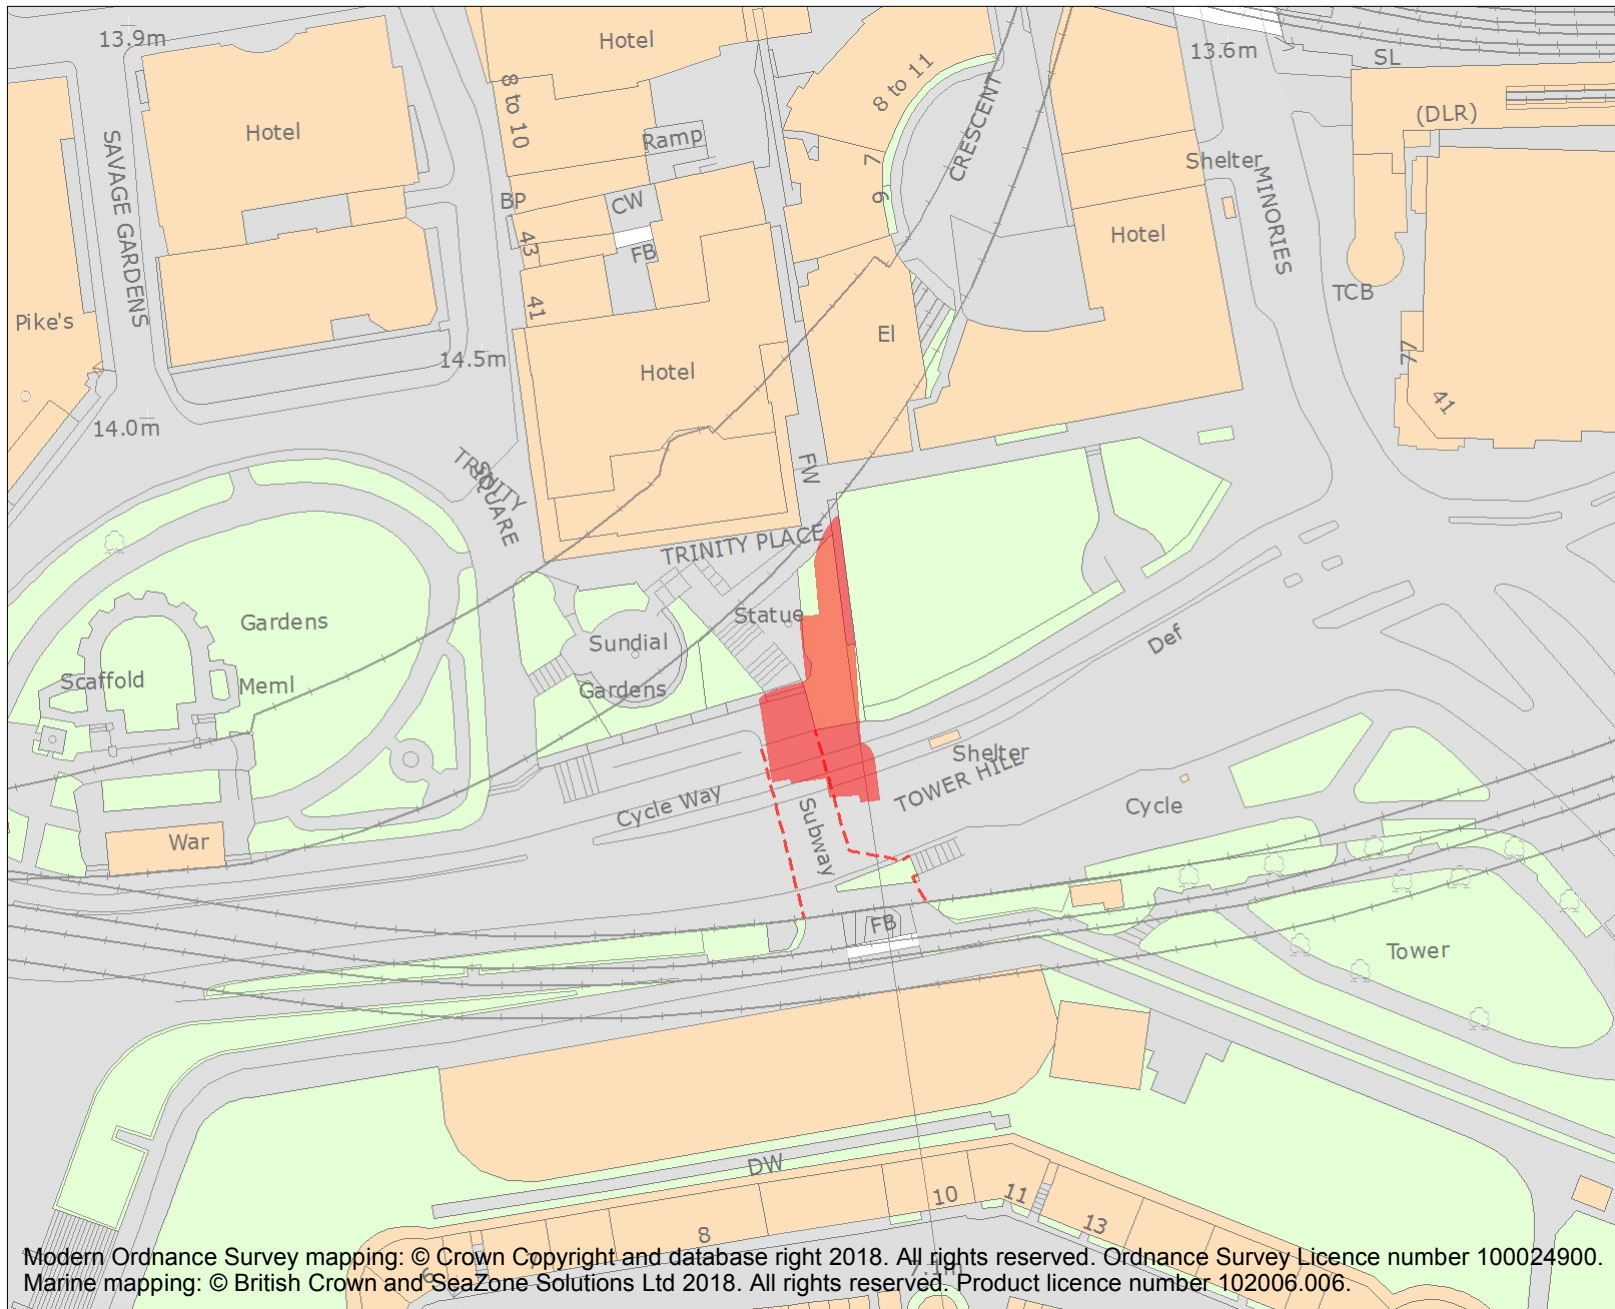 13.9m
Hotel
13.6m
SL
8 to 11
8 to 10
CRESCENT
(DLR)
Hotel
Ramp
SAVAGE GARDENS
7
Shelter
MINORIES
BP
CW
6
43
FB
Hotel
TCB
41
Pike's
El
14.5m
Hotel
77
41
14.0m
TRINITY
SQUARE
FW
TRINITY PLACE
Gardens
Statue
Sundial
Def
Scaffold
Meml
Gardens
Shelter
TOWER HILL
Cycle Way
Cycle
Subway
War
FB
Tower
DW
10
11
13
8
7
6
7.1m
Modern Ordnance Survey mapping: © Crown Copyright and database right 2018. All rights reserved. Ordnance Survey Licence number 100024900.
Marine mapping: © British Crown and SeaZone Solutions Ltd 2018. All rights reserved. Product licence number 102006.006.